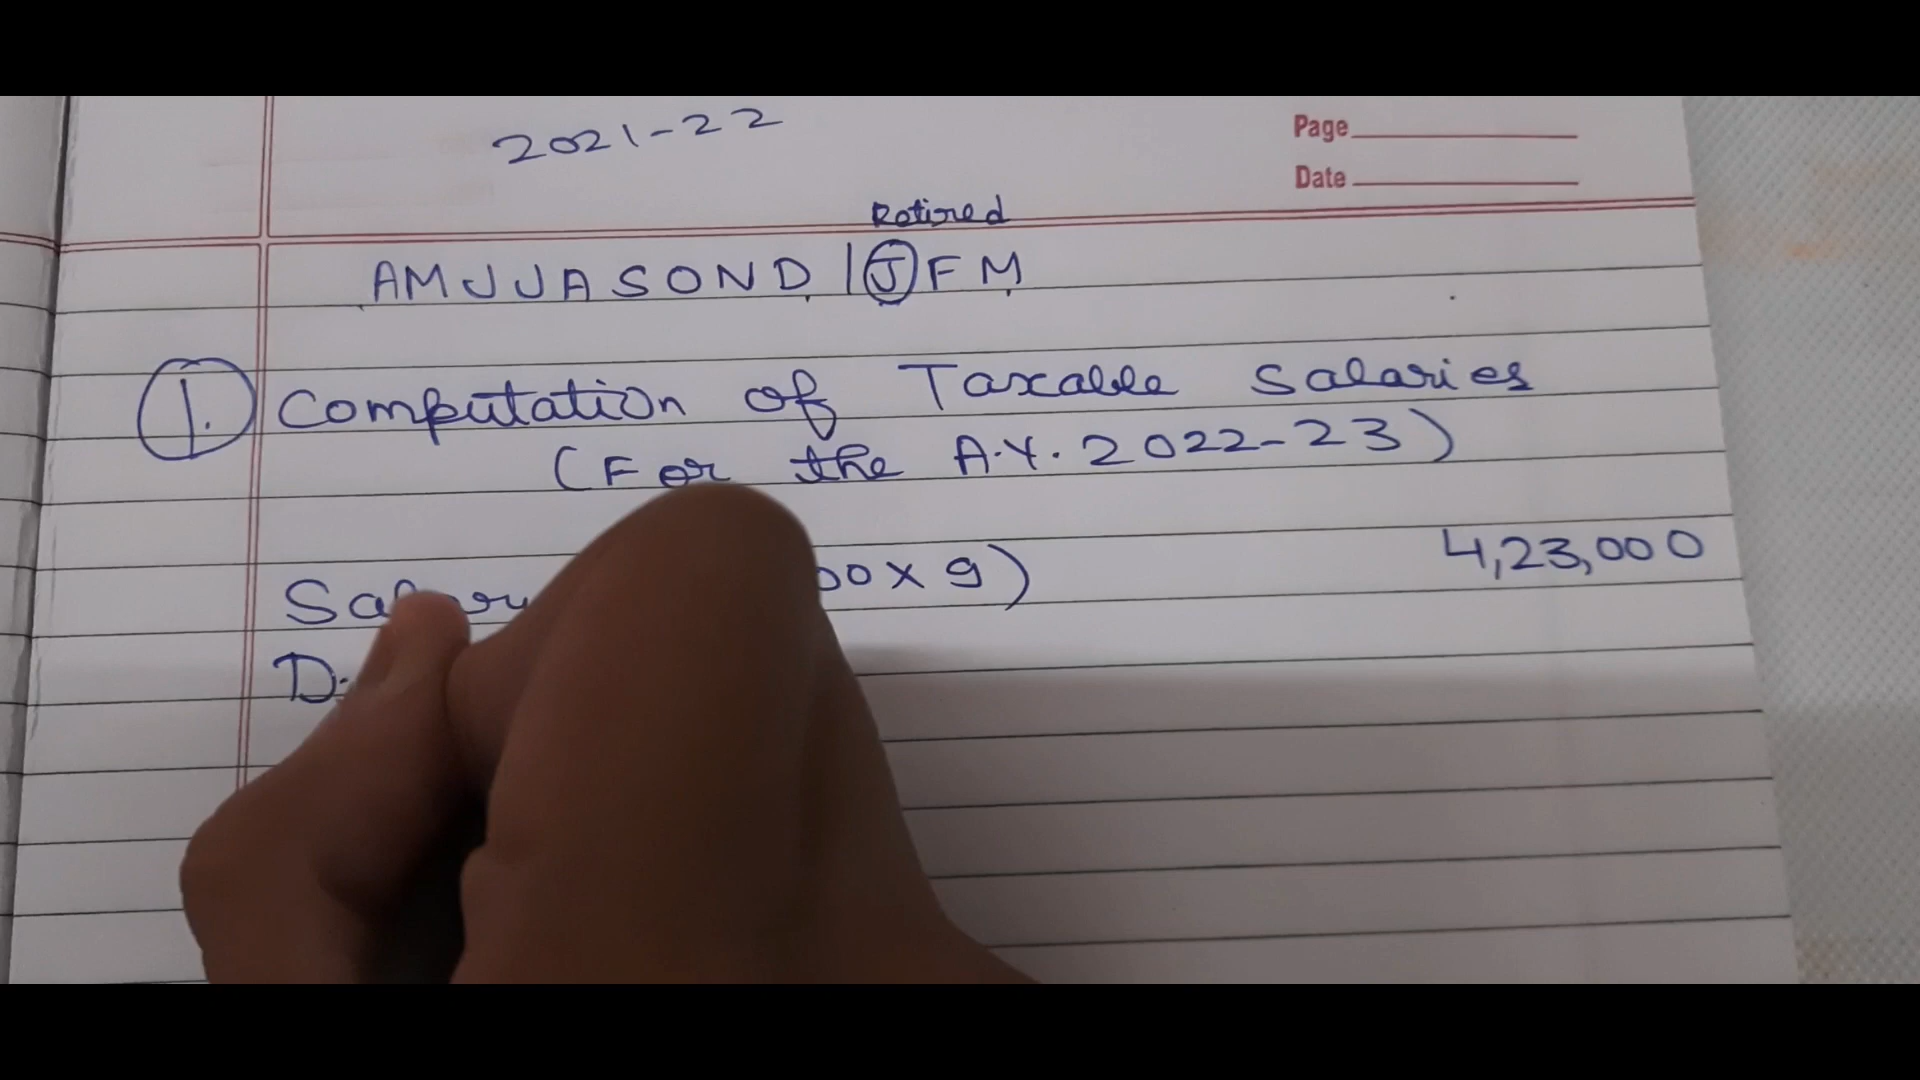 2021-22
Page
Date
Retired
AMJJASOND | J F M
1. Computation of Taxable Salaries
(For the A.Y. 2022-23)
00 x 9) 4,23,000
D.